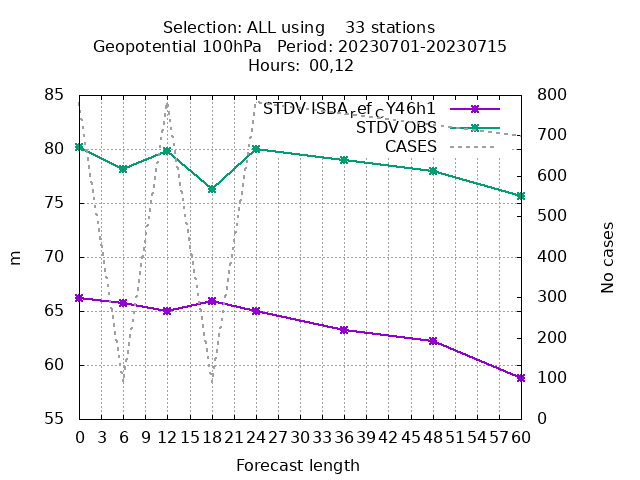 Selection: ALL using    33 stations
Geopotential 100hPa   Period: 20230701-20230715
Hours: 00,12
85
80
75
70
65
60
55
m
800
700
600
500
400
300
200
100
0
No cases
STDV ISBA_ref_CY46h1
STDV OBS
CASES
0 3 6 9 12 15 18 21 24 27 30 33 36 39 42 45 48 51 54 57 60
Forecast length